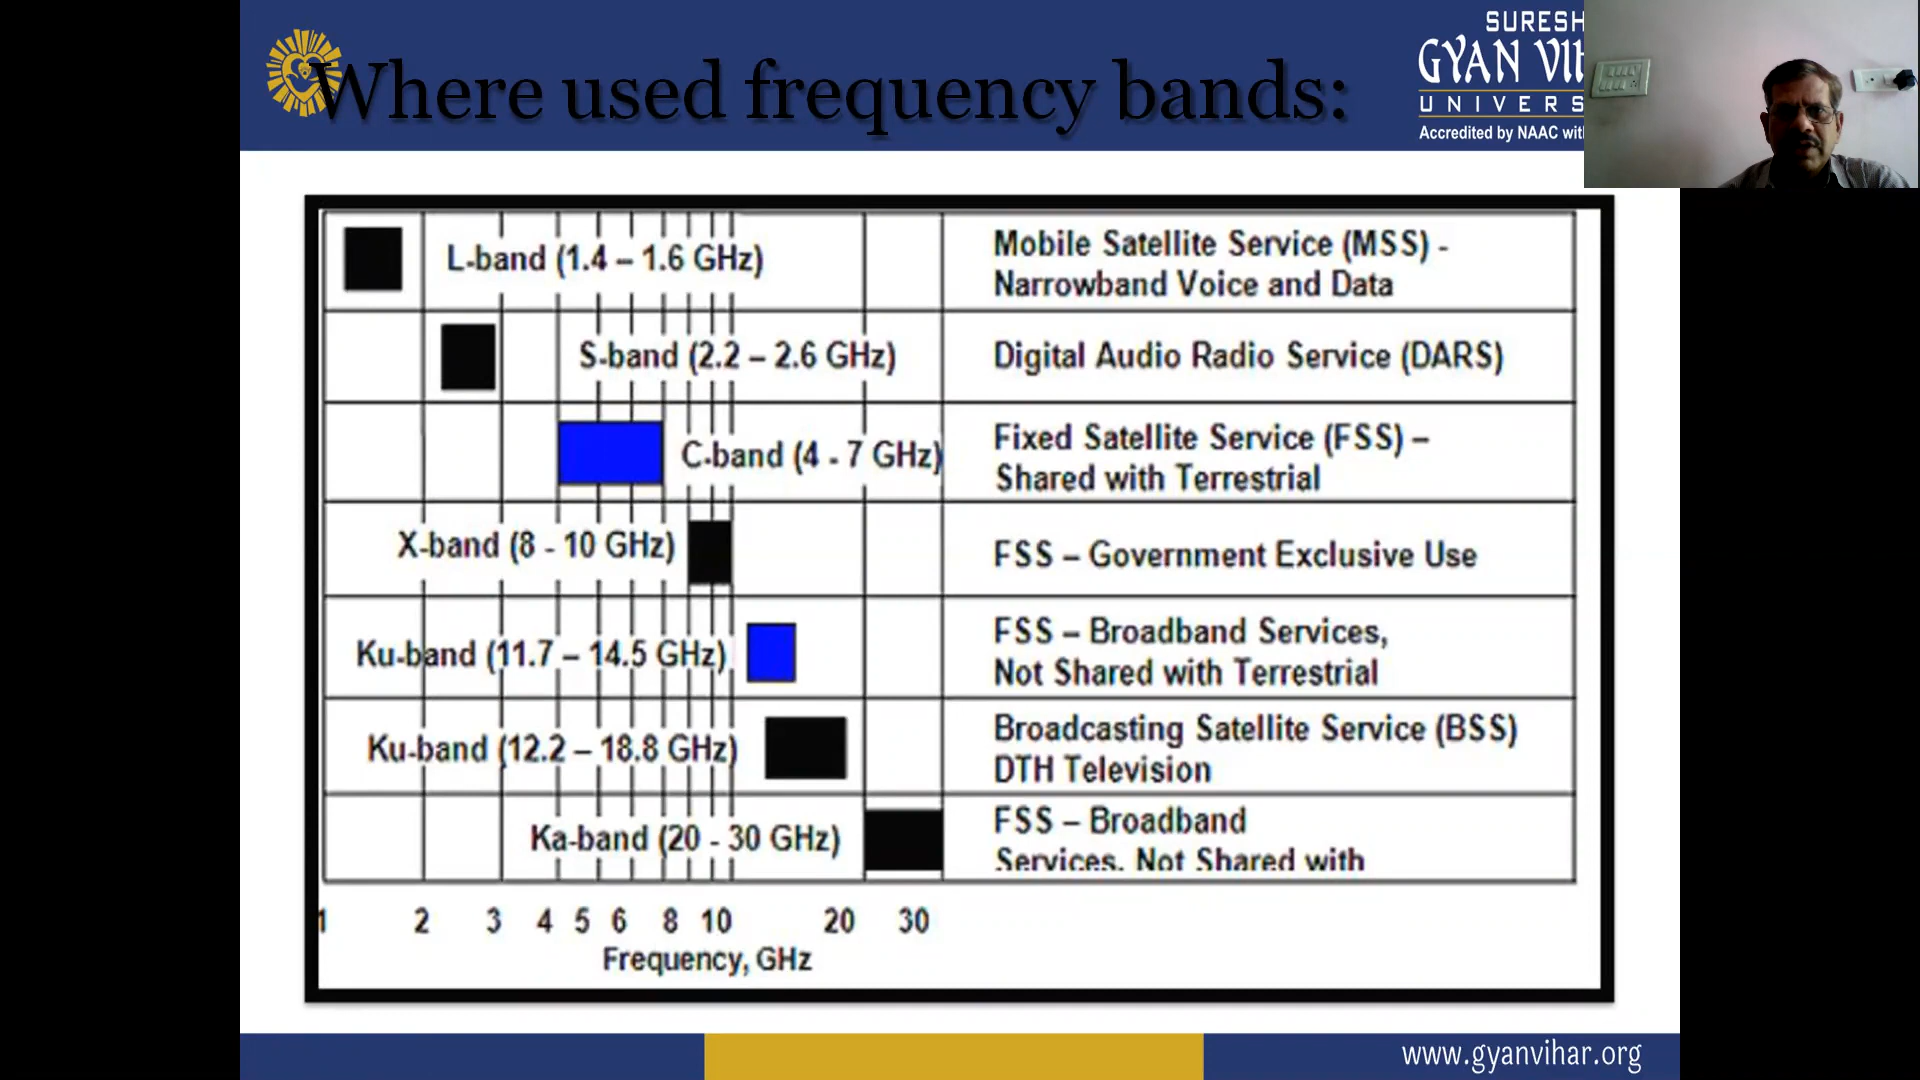 Where used frequency bands:
SURESH
GYAN VIH
UNIVERS
Accredited by NAAC wit
L-band (1.4 – 1.6 GHz)
Mobile Satellite Service (MSS) -
Narrowband Voice and Data
S-band (2.2 – 2.6 GHz)
Digital Audio Radio Service (DARS)
C-band (4 - 7 GHz)
Fixed Satellite Service (FSS) –
Shared with Terrestrial
X-band (8 - 10 GHz)
FSS – Government Exclusive Use
Ku-band (11.7 – 14.5 GHz)
FSS – Broadband Services,
Not Shared with Terrestrial
Ku-band (12.2 – 18.8 GHz)
Broadcasting Satellite Service (BSS)
DTH Television
Ka-band (20 - 30 GHz)
FSS – Broadband
Services, Not Shared with
1 2 3 4 5 6 8 10 20 30
Frequency, GHz
www.gyanvihar.org